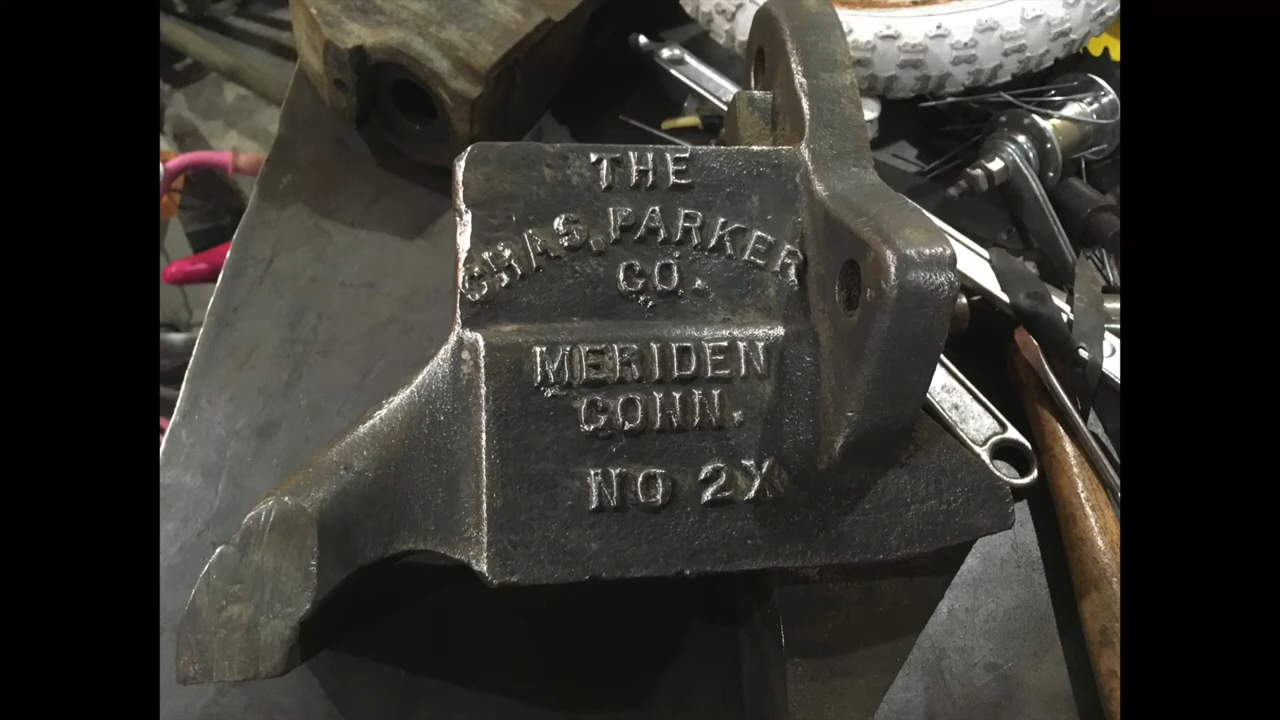 THE
CHAS. PARKER
CO.
MERIDEN
CONN.
NO 2X